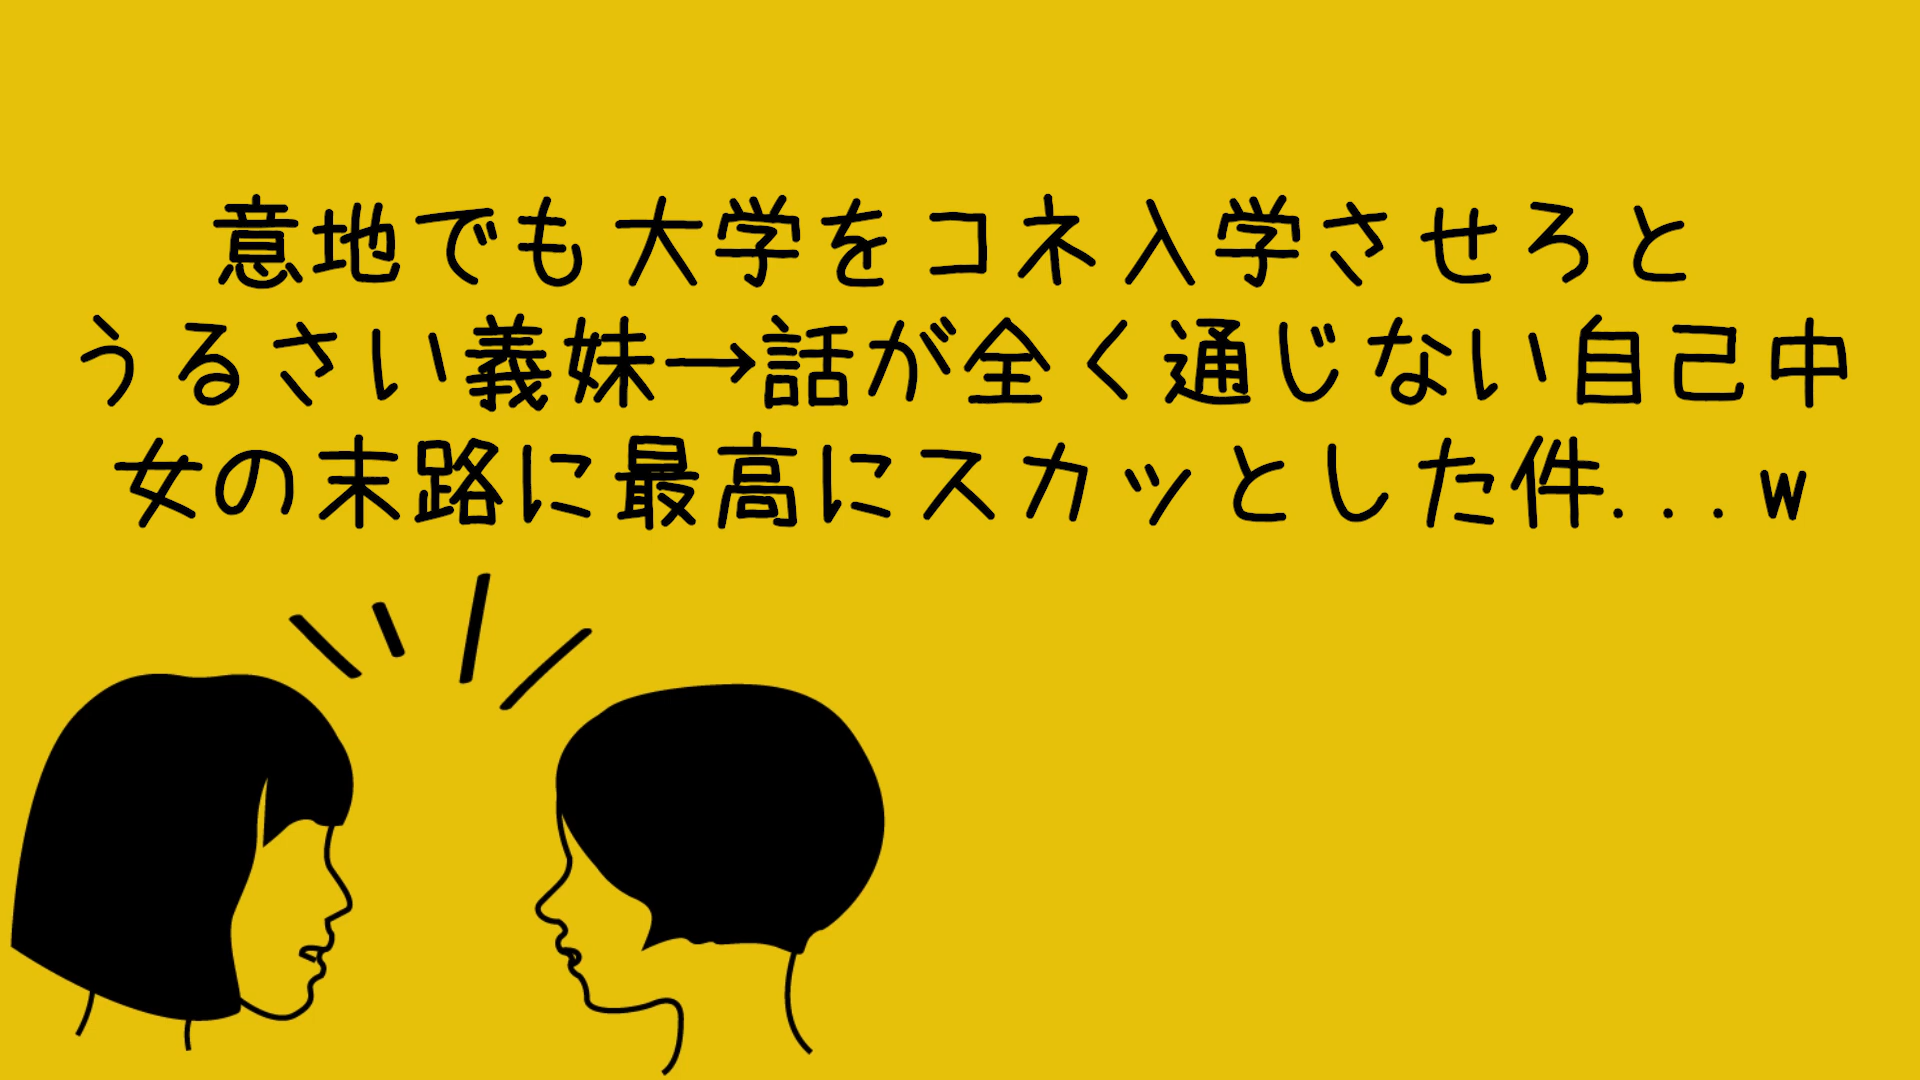 意地でも大学をコネ入学させろと
うるさい義妹→話が全く通じない自己中
女の末路に最高にスカッとした件...w